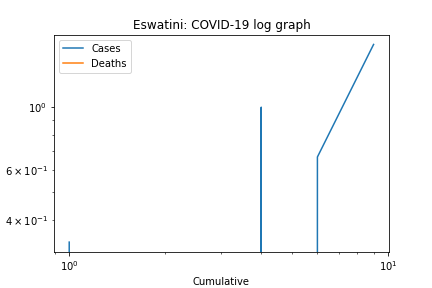 Eswatini: COVID-19 log graph
Cases
Deaths
10⁰
6 × 10⁻¹
4 × 10⁻¹
10⁰
10¹
Cumulative